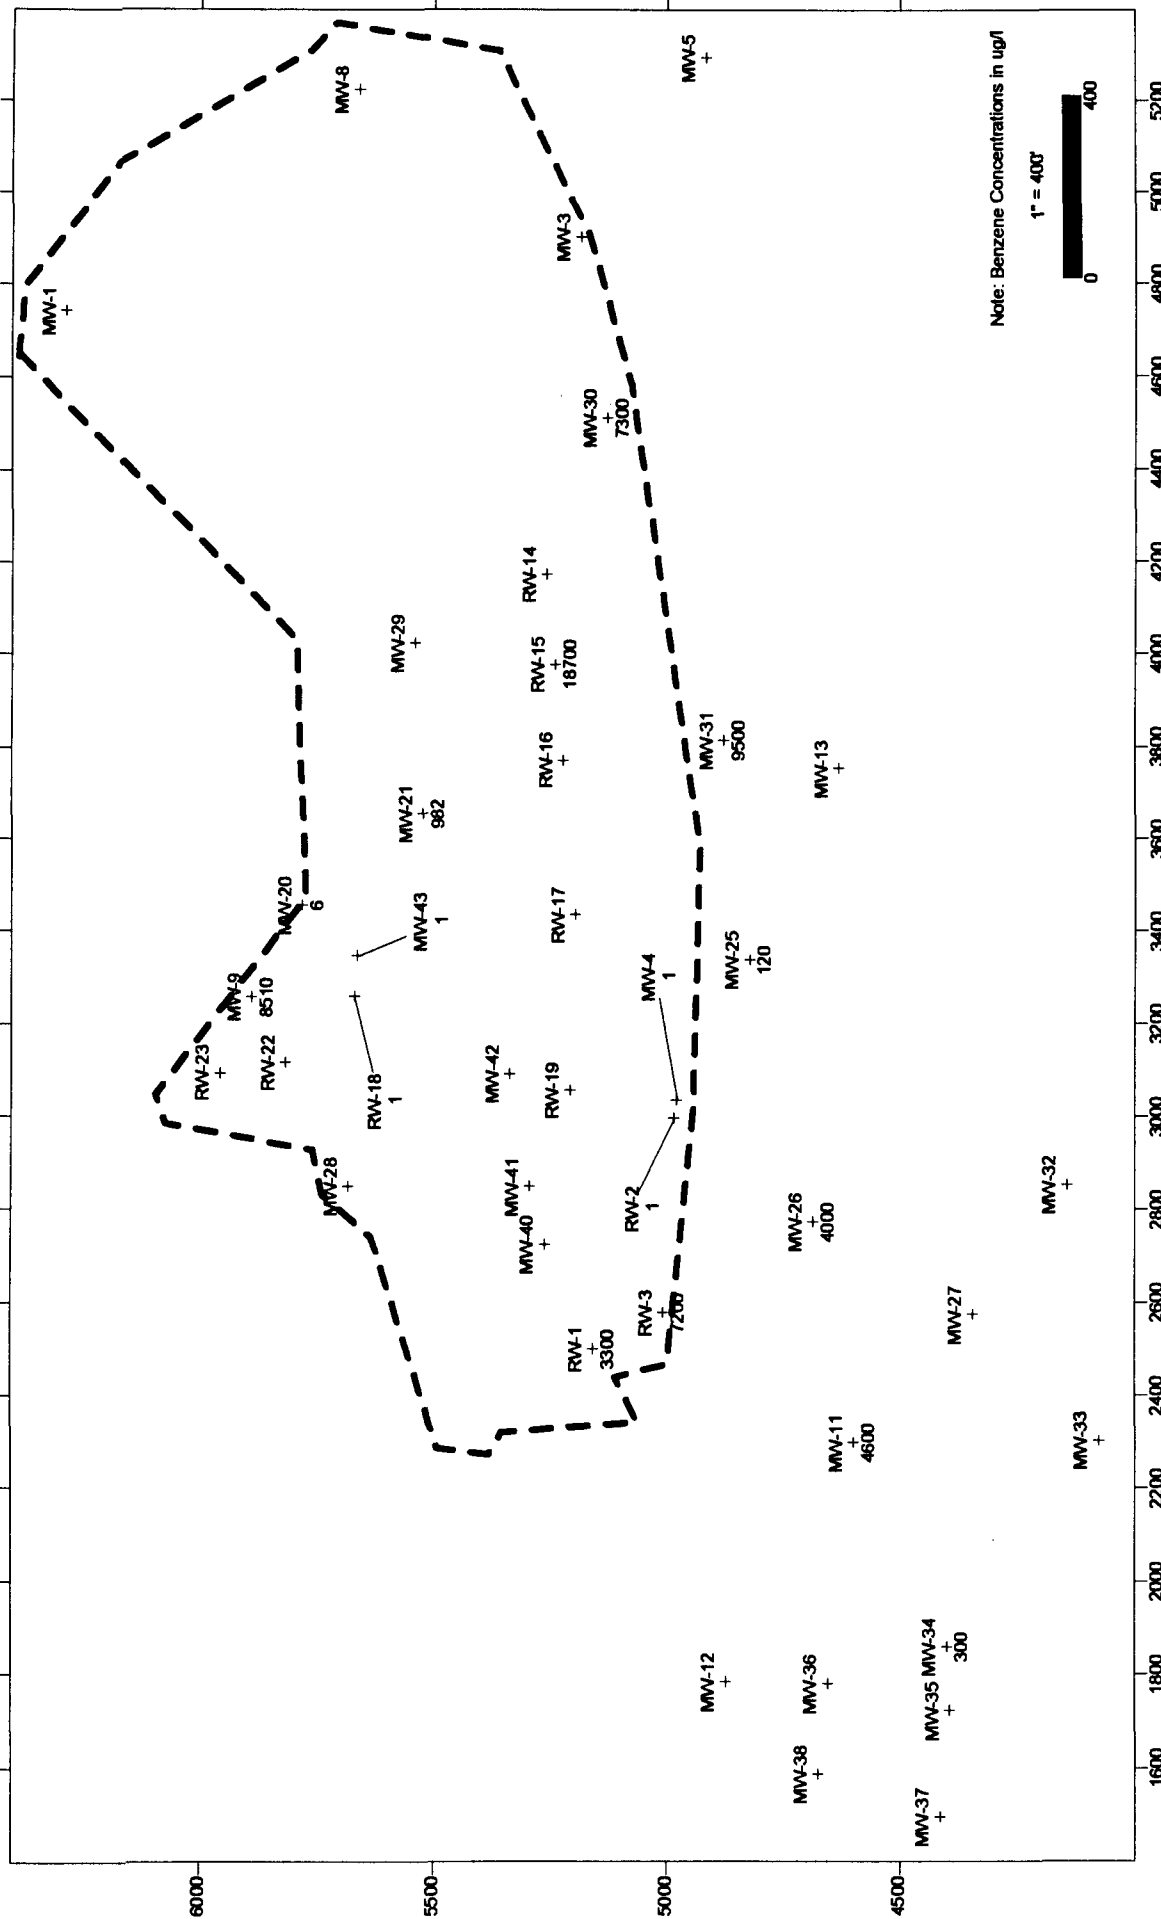 MW-1
MW-8
MW-5
MW-3
MW-30
7300
MW-29
RW-14
RW-15
18700
RW-16
MW-31
9500
MW-13
MW-21
982
MW-20
6
MW-43
1
RW-17
MW-9
8510
RW-23
RW-22
RW-18
1
MW-4
1
MW-25
120
MW-42
RW-19
MW-28
MW-41
MW-40
RW-2
1
MW-26
4000
MW-32
RW-3
7200
RW-1
3300
MW-27
MW-11
4600
MW-33
MW-12
MW-36
MW-38
MW-34
300
MW-35
MW-37
Note: Benzene Concentrations in ug/l
1" = 400'
0
400
6000
5500
5000
4500
1600
1800
2000
2200
2400
2600
2800
3000
3200
3400
3600
3800
4000
4200
4400
4600
4800
5000
5200